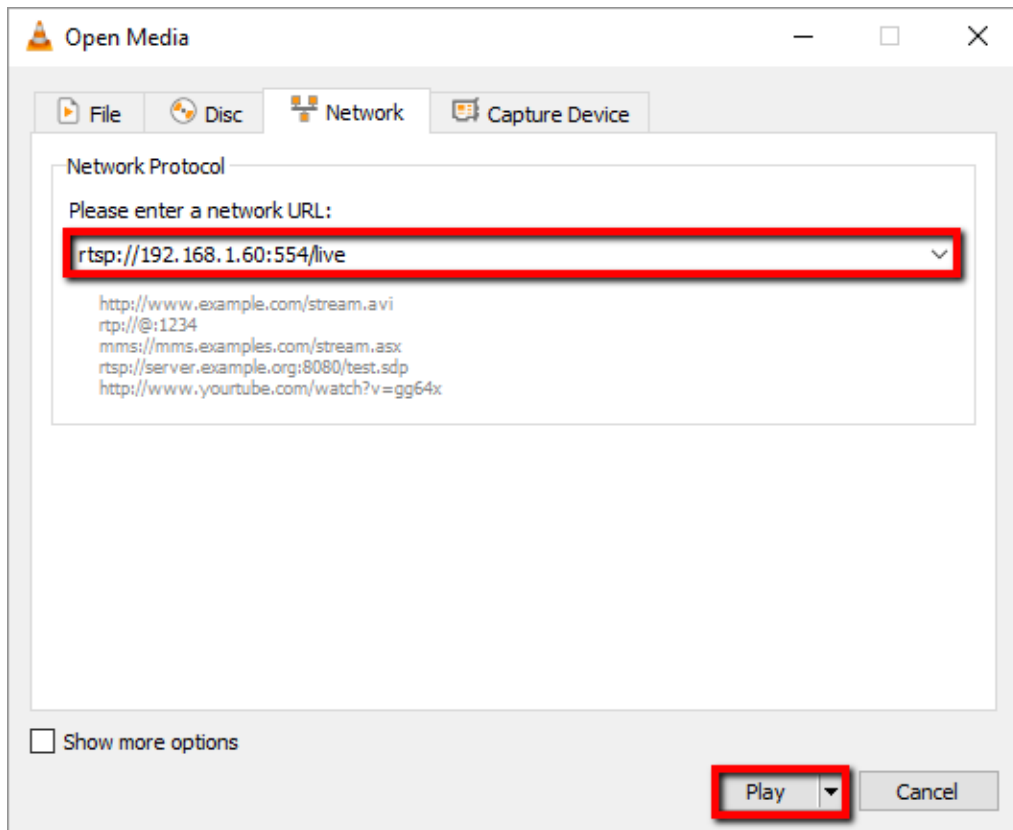 Open Media
File Disc Network Capture Device
Network Protocol
Please enter a network URL:
rtsp://192.168.1.60:554/live
http://www.example.com/stream.avi
rtp://@:1234
mms://mms.examples.com/stream.asx
rtsp://server.example.org:8080/test.sdp
http://www.yourtube.com/watch?v=gg64x
Show more options
Play Cancel